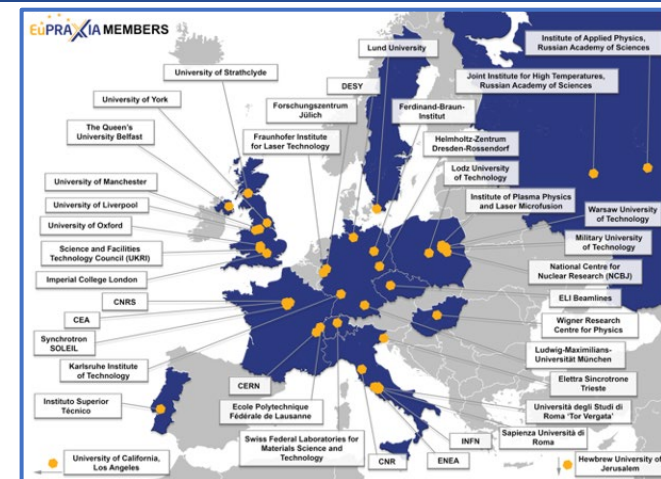 EuPRAXIA MEMBERS
Lund University
Institute of Applied Physics,
Russian Academy of Sciences
University of Strathclyde
DESY
Joint Institute for High Temperatures,
Russian Academy of Sciences
University of York
Forschungszentrum
Jülich
Ferdinand-Braun-
Institut
The Queen's
University Belfast
Fraunhofer Institute
for Laser Technology
Helmholtz-Zentrum
Dresden-Rossendorf
Lodz University
of Technology
University of Manchester
Institute of Plasma Physics
and Laser Microfusion
University of Liverpool
Warsaw University
of Technology
University of Oxford
Military University
of Technology
Science and Facilities
Technology Council (UKRI)
National Centre for
Nuclear Research (NCBJ)
Imperial College London
ELI Beamlines
CNRS
Wigner Research
Centre for Physics
CEA
Synchrotron
SOLEIL
Ludwig-Maximilians-
Universität München
Karlsruhe Institute
of Technology
Elettra Sincrotrone
Trieste
CERN
Instituto Superior
Técnico
Ecole Polytechnique
Fédérale de Lausanne
Università degli Studi di
Roma 'Tor Vergata'
Swiss Federal Laboratories for
Materials Science and
Technology
INFN
Sapienza Università di
Roma
CNR
ENEA
University of California,
Los Angeles
Hewbrew University of
Jerusalem